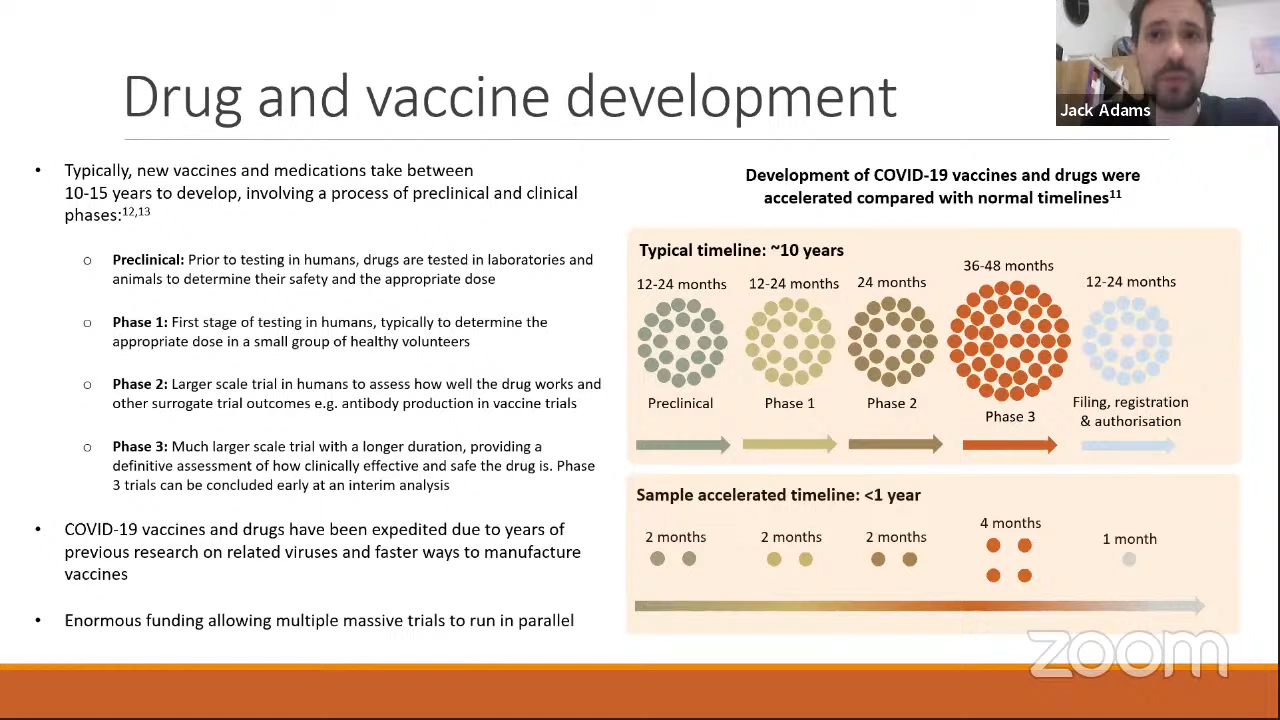 Drug and vaccine development
Jack Adams
• Typically, new vaccines and medications take between
10-15 years to develop, involving a process of preclinical and clinical
phases:12,13
o Preclinical: Prior to testing in humans, drugs are tested in laboratories and
animals to determine their safety and the appropriate dose
o Phase 1: First stage of testing in humans, typically to determine the
appropriate dose in a small group of healthy volunteers
o Phase 2: Larger scale trial in humans to assess how well the drug works and
other surrogate trial outcomes e.g. antibody production in vaccine trials
o Phase 3: Much larger scale trial with a longer duration, providing a
definitive assessment of how clinically effective and safe the drug is. Phase
3 trials can be concluded early at an interim analysis
• COVID-19 vaccines and drugs have been expedited due to years of
previous research on related viruses and faster ways to manufacture
vaccines
• Enormous funding allowing multiple massive trials to run in parallel
Development of COVID-19 vaccines and drugs were
accelerated compared with normal timelines11
Typical timeline: ~10 years
12-24 months
12-24 months
24 months
36-48 months
12-24 months
Preclinical
Phase 1
Phase 2
Phase 3
Filing, registration
& authorisation
Sample accelerated timeline: <1 year
2 months
2 months
2 months
4 months
1 month
zoom